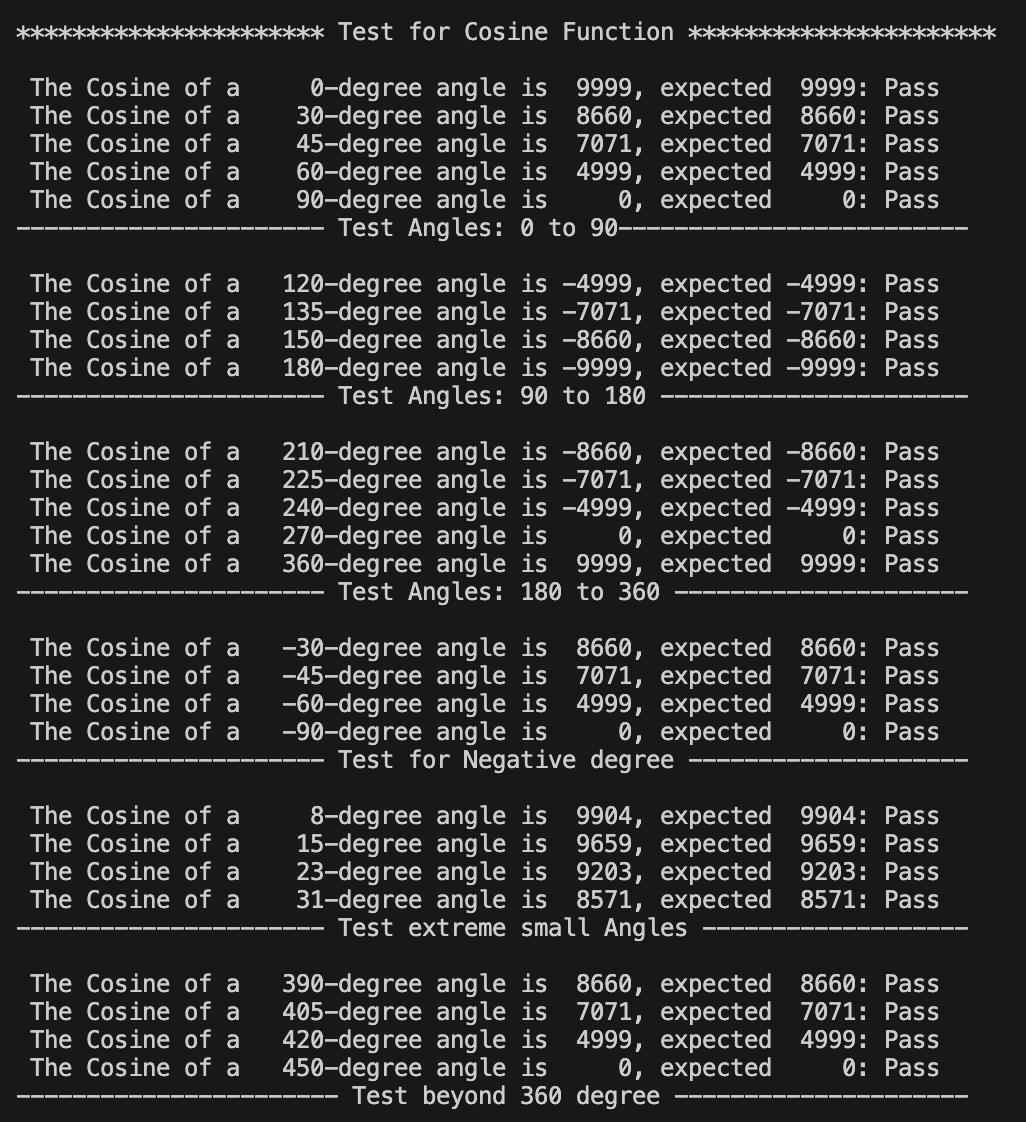 ********************** Test for Cosine Function **********************
The Cosine of a     0-degree angle is  9999, expected  9999: Pass
The Cosine of a    30-degree angle is  8660, expected  8660: Pass
The Cosine of a    45-degree angle is  7071, expected  7071: Pass
The Cosine of a    60-degree angle is  4999, expected  4999: Pass
The Cosine of a    90-degree angle is     0, expected     0: Pass
---------------------- Test Angles: 0 to 90-------------------------
The Cosine of a   120-degree angle is -4999, expected -4999: Pass
The Cosine of a   135-degree angle is -7071, expected -7071: Pass
The Cosine of a   150-degree angle is -8660, expected -8660: Pass
The Cosine of a   180-degree angle is -9999, expected -9999: Pass
---------------------- Test Angles: 90 to 180 ----------------------
The Cosine of a   210-degree angle is -8660, expected -8660: Pass
The Cosine of a   225-degree angle is -7071, expected -7071: Pass
The Cosine of a   240-degree angle is -4999, expected -4999: Pass
The Cosine of a   270-degree angle is     0, expected     0: Pass
The Cosine of a   360-degree angle is  9999, expected  9999: Pass
---------------------- Test Angles: 180 to 360 ---------------------
The Cosine of a   -30-degree angle is  8660, expected  8660: Pass
The Cosine of a   -45-degree angle is  7071, expected  7071: Pass
The Cosine of a   -60-degree angle is  4999, expected  4999: Pass
The Cosine of a   -90-degree angle is     0, expected     0: Pass
---------------------- Test for Negative degree --------------------
The Cosine of a     8-degree angle is  9904, expected  9904: Pass
The Cosine of a    15-degree angle is  9659, expected  9659: Pass
The Cosine of a    23-degree angle is  9203, expected  9203: Pass
The Cosine of a    31-degree angle is  8571, expected  8571: Pass
---------------------- Test extreme small Angles -------------------
The Cosine of a   390-degree angle is  8660, expected  8660: Pass
The Cosine of a   405-degree angle is  7071, expected  7071: Pass
The Cosine of a   420-degree angle is  4999, expected  4999: Pass
The Cosine of a   450-degree angle is     0, expected     0: Pass
----------------------- Test beyond 360 degree ---------------------